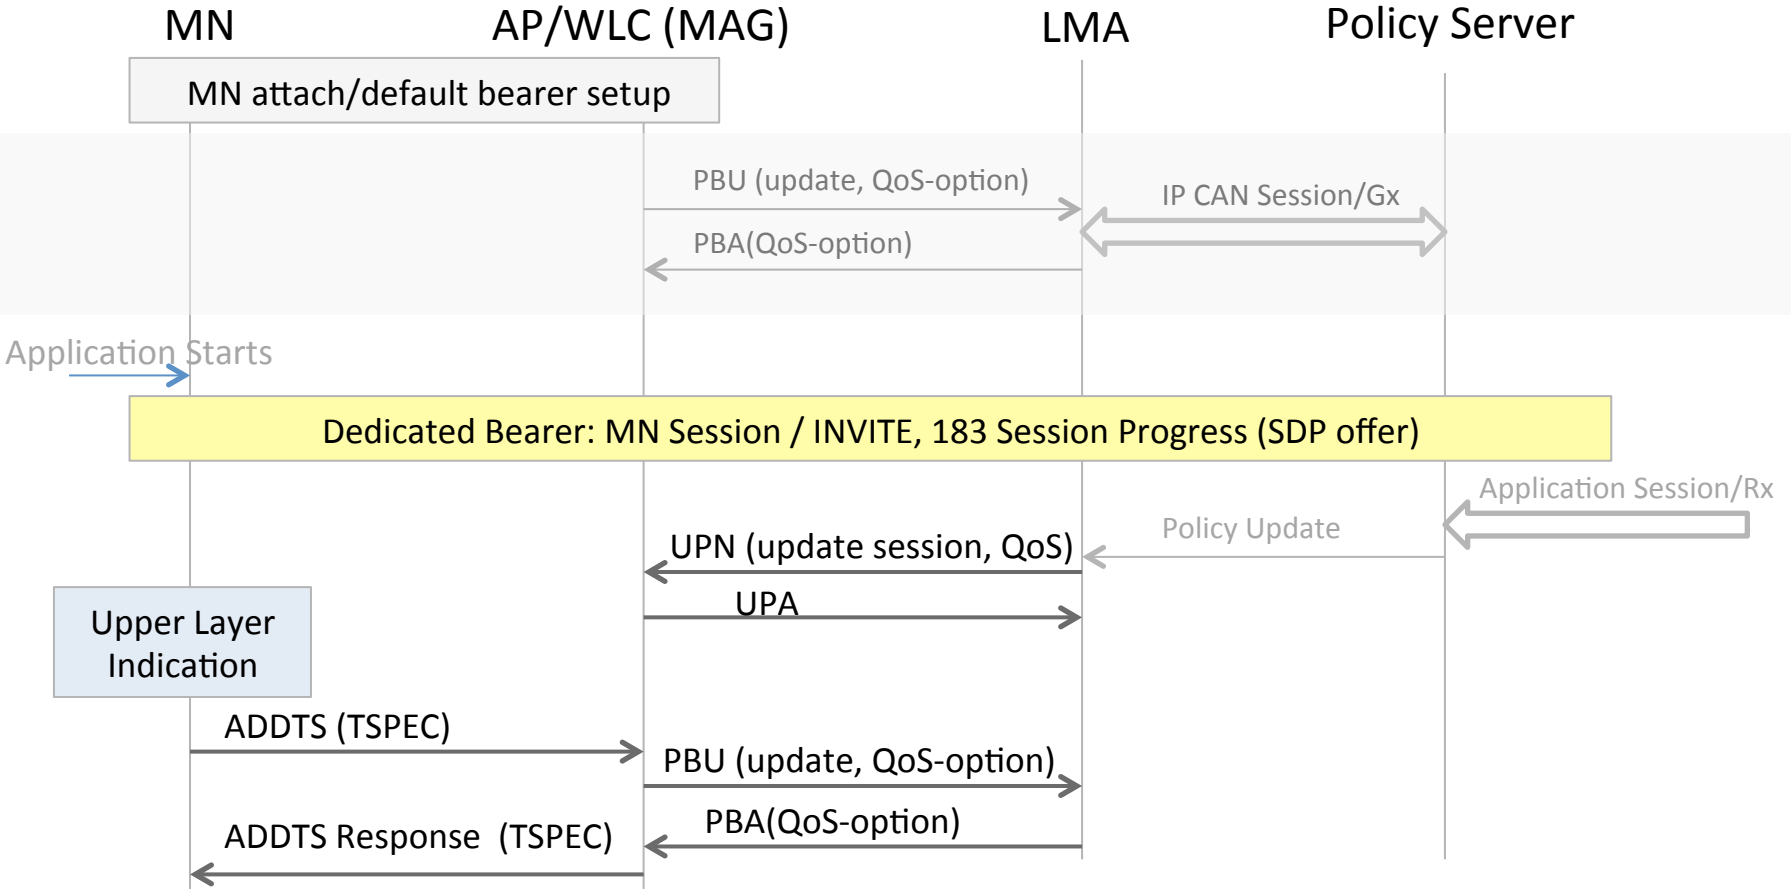 MN
AP/WLC (MAG)
LMA
Policy Server
MN attach/default bearer setup
PBU (update, QoS-option)
IP CAN Session/Gx
PBA(QoS-option)
Application Starts
Dedicated Bearer: MN Session / INVITE, 183 Session Progress (SDP offer)
Application Session/Rx
Policy Update
UPN (update session, QoS)
UPA
Upper Layer
Indication
ADDTS (TSPEC)
PBU (update, QoS-option)
PBA(QoS-option)
ADDTS Response (TSPEC)